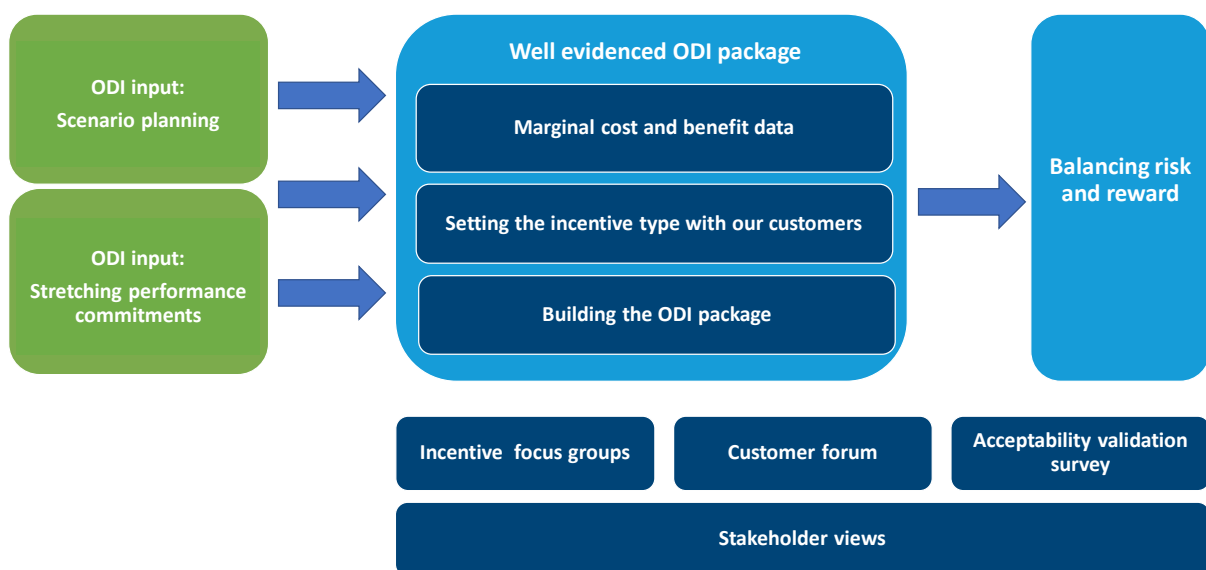 ODI input:
Scenario planning
ODI input:
Stretching performance
commitments
Well evidenced ODI package
Marginal cost and benefit data
Setting the incentive type with our customers
Building the ODI package
Balancing risk
and reward
Incentive focus groups
Customer forum
Acceptability validation
survey
Stakeholder views